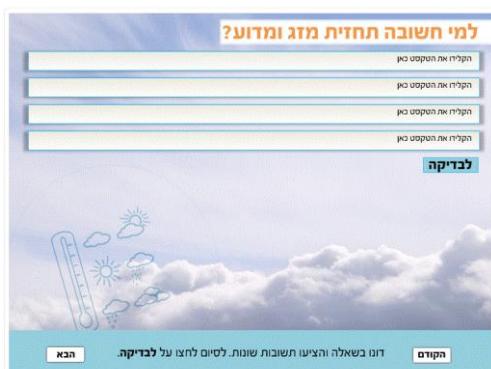 למי חשובה תחזית מזג ומדוע?
הקלידו את הטקסט כאן
הקלידו את הטקסט כאן
הקלידו את הטקסט כאן
הקלידו את הטקסט כאן
לבדיקה
הקודם
דונו בשאלה והציעו תשובות שונות. לסיום לחצו על לבדיקה.
הבא